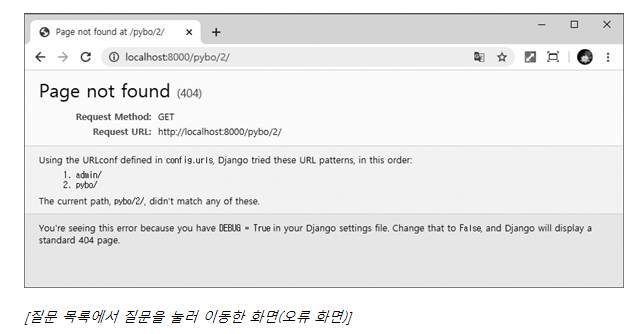 Page not found at /pybo/2/
localhost:8000/pybo/2/
Page not found (404)
Request Method: GET
Request URL: http://localhost:8000/pybo/2/
Using the URLconf defined in config.urls, Django tried these URL patterns, in this order:
1. admin/
2. pybo/
The current path, pybo/2/, didn't match any of these.
You're seeing this error because you have DEBUG = True in your Django settings file. Change that to False, and Django will display a
standard 404 page.
[질문 목록에서 질문을 눌러 이동한 화면(오류 화면)]